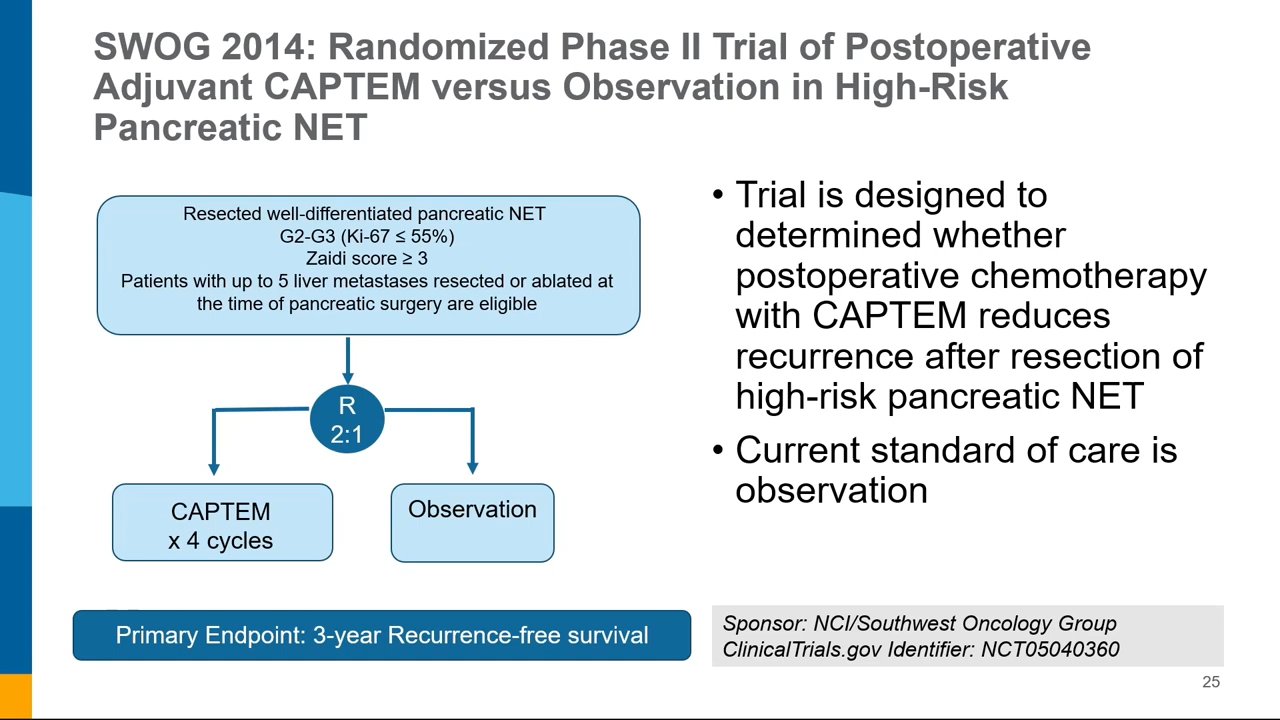 SWOG 2014: Randomized Phase II Trial of Postoperative
Adjuvant CAPTEM versus Observation in High-Risk
Pancreatic NET
Resected well-differentiated pancreatic NET
G2-G3 (Ki-67 ≤ 55%)
Zaidi score ≥ 3
Patients with up to 5 liver metastases resected or ablated at
the time of pancreatic surgery are eligible
R
2:1
CAPTEM
x 4 cycles
Observation
Primary Endpoint: 3-year Recurrence-free survival
• Trial is designed to
determined whether
postoperative chemotherapy
with CAPTEM reduces
recurrence after resection of
high-risk pancreatic NET
• Current standard of care is
observation
Sponsor: NCI/Southwest Oncology Group
ClinicalTrials.gov Identifier: NCT05040360
25